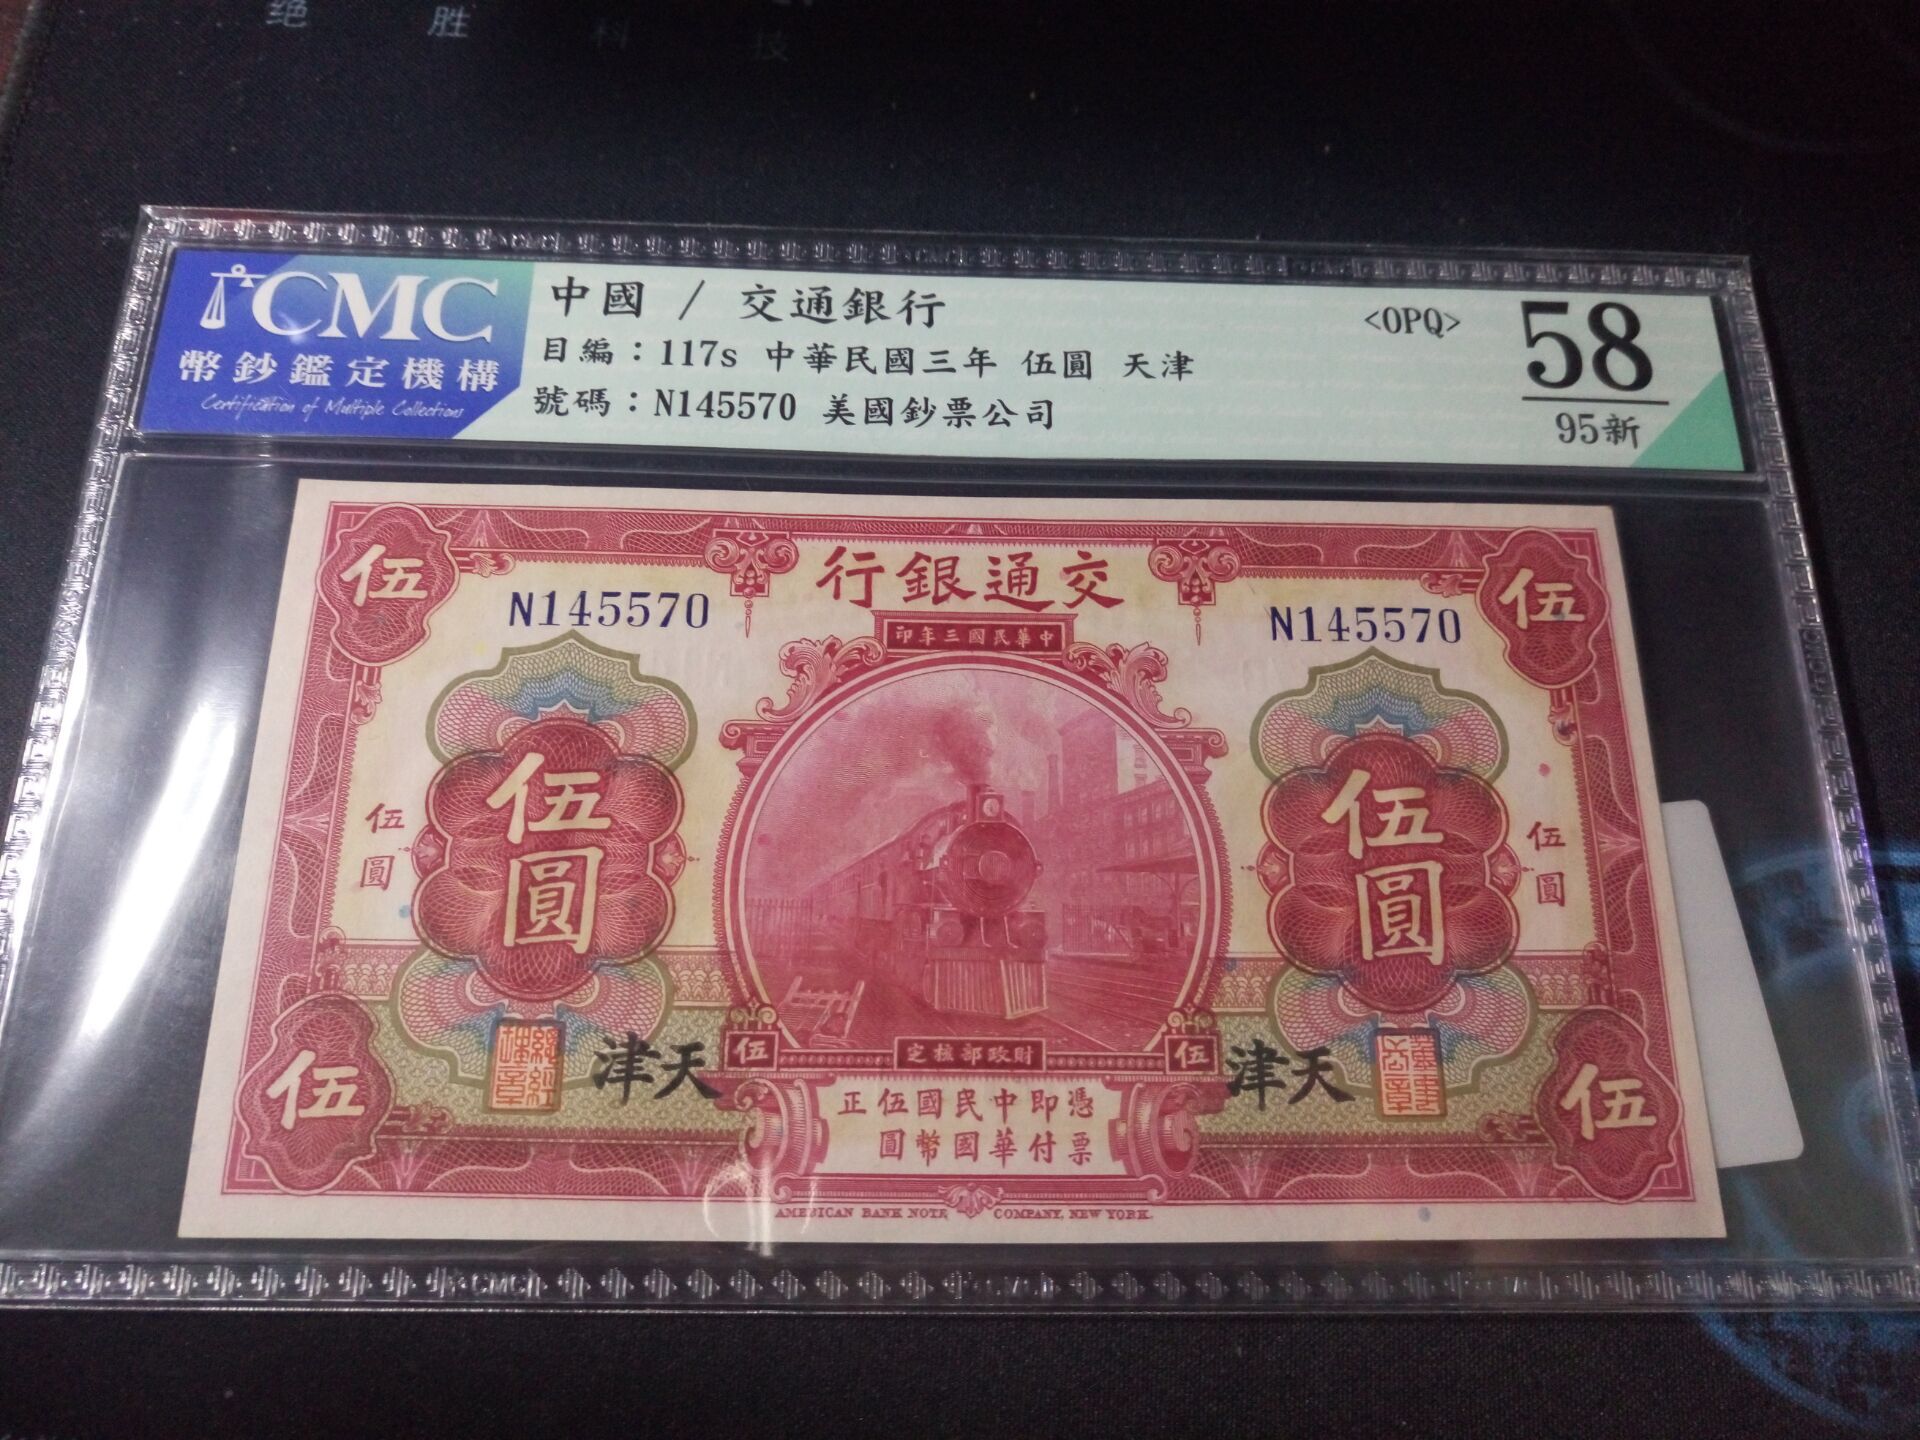 绝 胜 科 技
CMC
幣鈔鑑定機構
Certification of Multiple Collections
中國 / 交通銀行
目編：117s 中華民國三年 伍圓 天津
號碼：N145570 美國鈔票公司
<OPQ>
58
95新
伍
行銀通交
伍
N145570
印年三國民華中
N145570
伍圓
伍圓
伍圓
伍圓
津天
伍
定核部政財
伍
津天
伍
正伍國民中即憑
圓幣國華付票
伍
AMERICAN BANK NOTE COMPANY, NEW YORK.
CMC